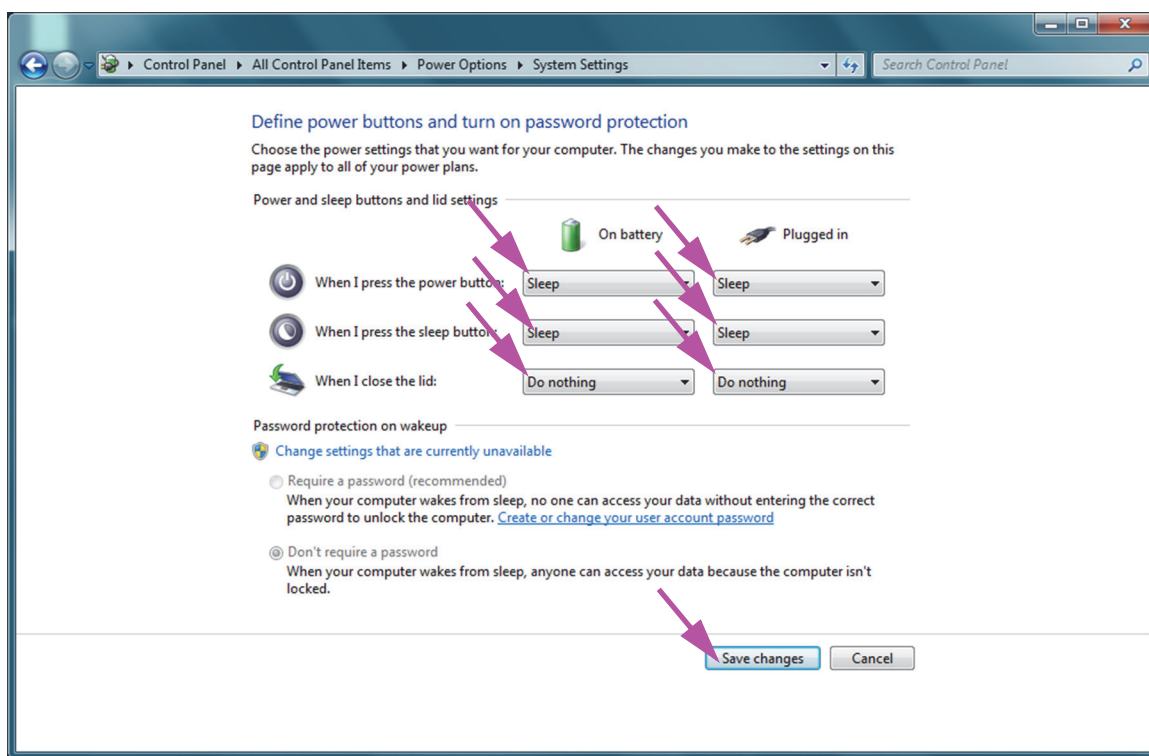 Control Panel All Control Panel Items Power Options System Settings Search Control Panel
Define power buttons and turn on password protection
Choose the power settings that you want for your computer. The changes you make to the settings on this
page apply to all of your power plans.
Power and sleep buttons and lid settings
On battery Plugged in
When I press the power button: Sleep Sleep
When I press the sleep button: Sleep Sleep
When I close the lid: Do nothing Do nothing
Password protection on wakeup
Change settings that are currently unavailable
Require a password (recommended)
When your computer wakes from sleep, no one can access your data without entering the correct
password to unlock the computer. Create or change your user account password
Don't require a password
When your computer wakes from sleep, anyone can access your data because the computer isn't
locked.
Save changes Cancel